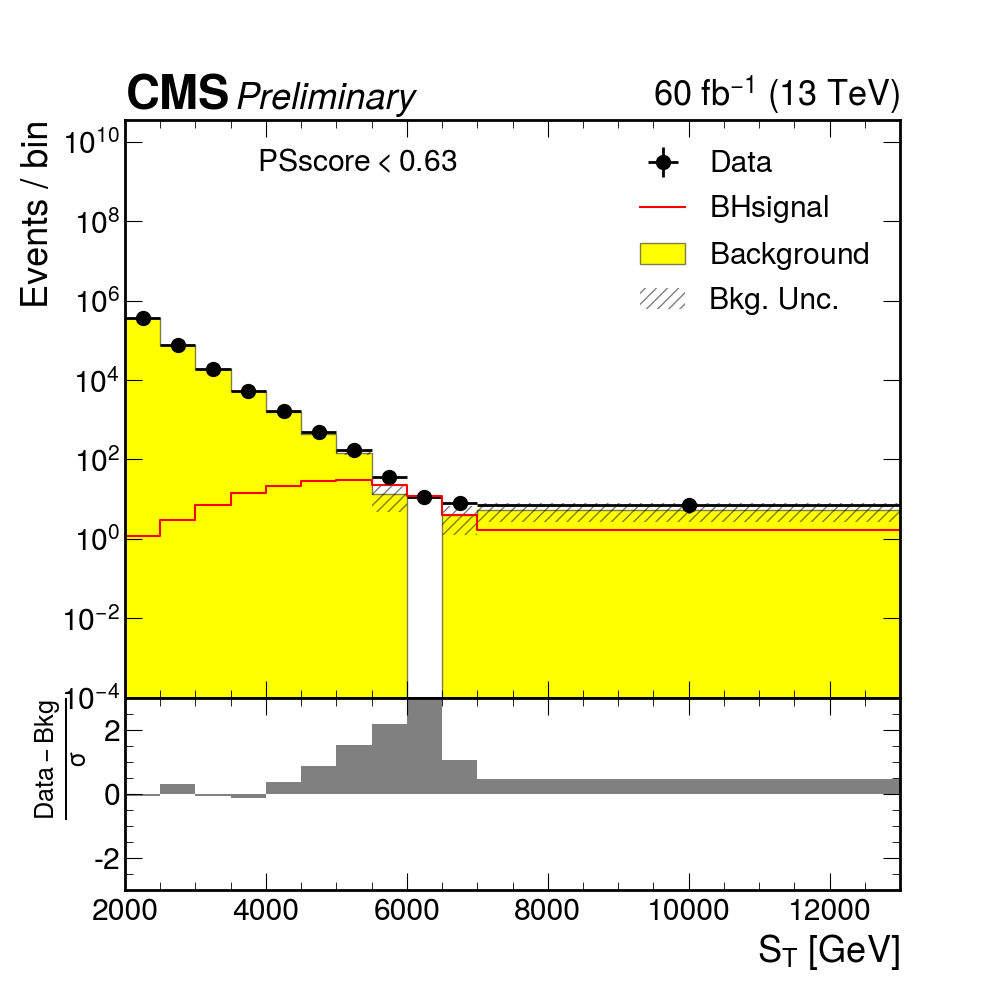 CMS Preliminary 60 fb⁻¹ (13 TeV)
Events / bin
PSscore < 0.63
Data
BHsignal
Background
Bkg. Unc.
10¹⁰
10⁸
10⁶
10⁴
10²
10⁰
10⁻²
10⁻⁴
Data − Bkg
σ
2
0
-2
2000 4000 6000 8000 10000 12000
S_T [GeV]